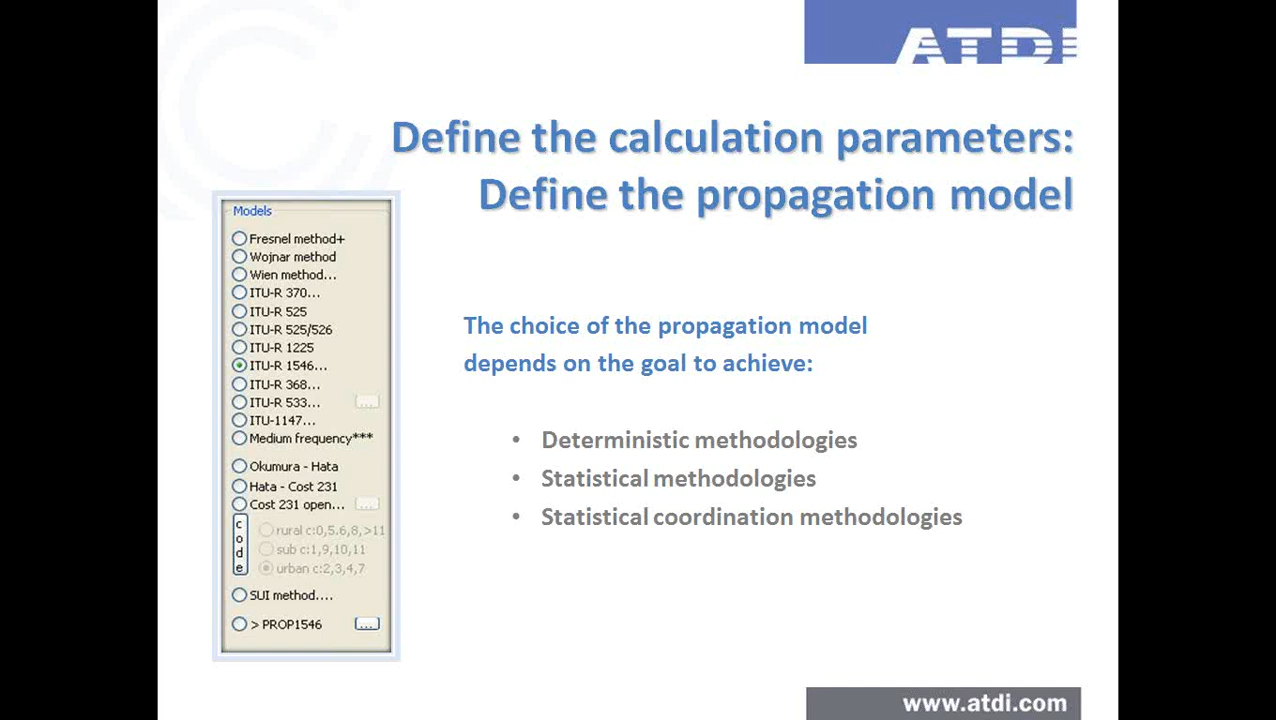 ATDI
Define the calculation parameters:
Define the propagation model
Models
Fresnel method+
Wojnar method
Wien method...
ITU-R 370...
ITU-R 525
ITU-R 525/526
ITU-R 1225
ITU-R 1546...
ITU-R 368...
ITU-R 533...
...
ITU-1147...
Medium frequency***
Okumura - Hata
Hata - Cost 231
Cost 231 open...
...
code
rural c:0,5.6,8,>11
sub c:1,9,10,11
urban c:2,3,4,7
SUI method....
> PROP1546
...
The choice of the propagation model
depends on the goal to achieve:
• Deterministic methodologies
• Statistical methodologies
• Statistical coordination methodologies
www.atdi.com